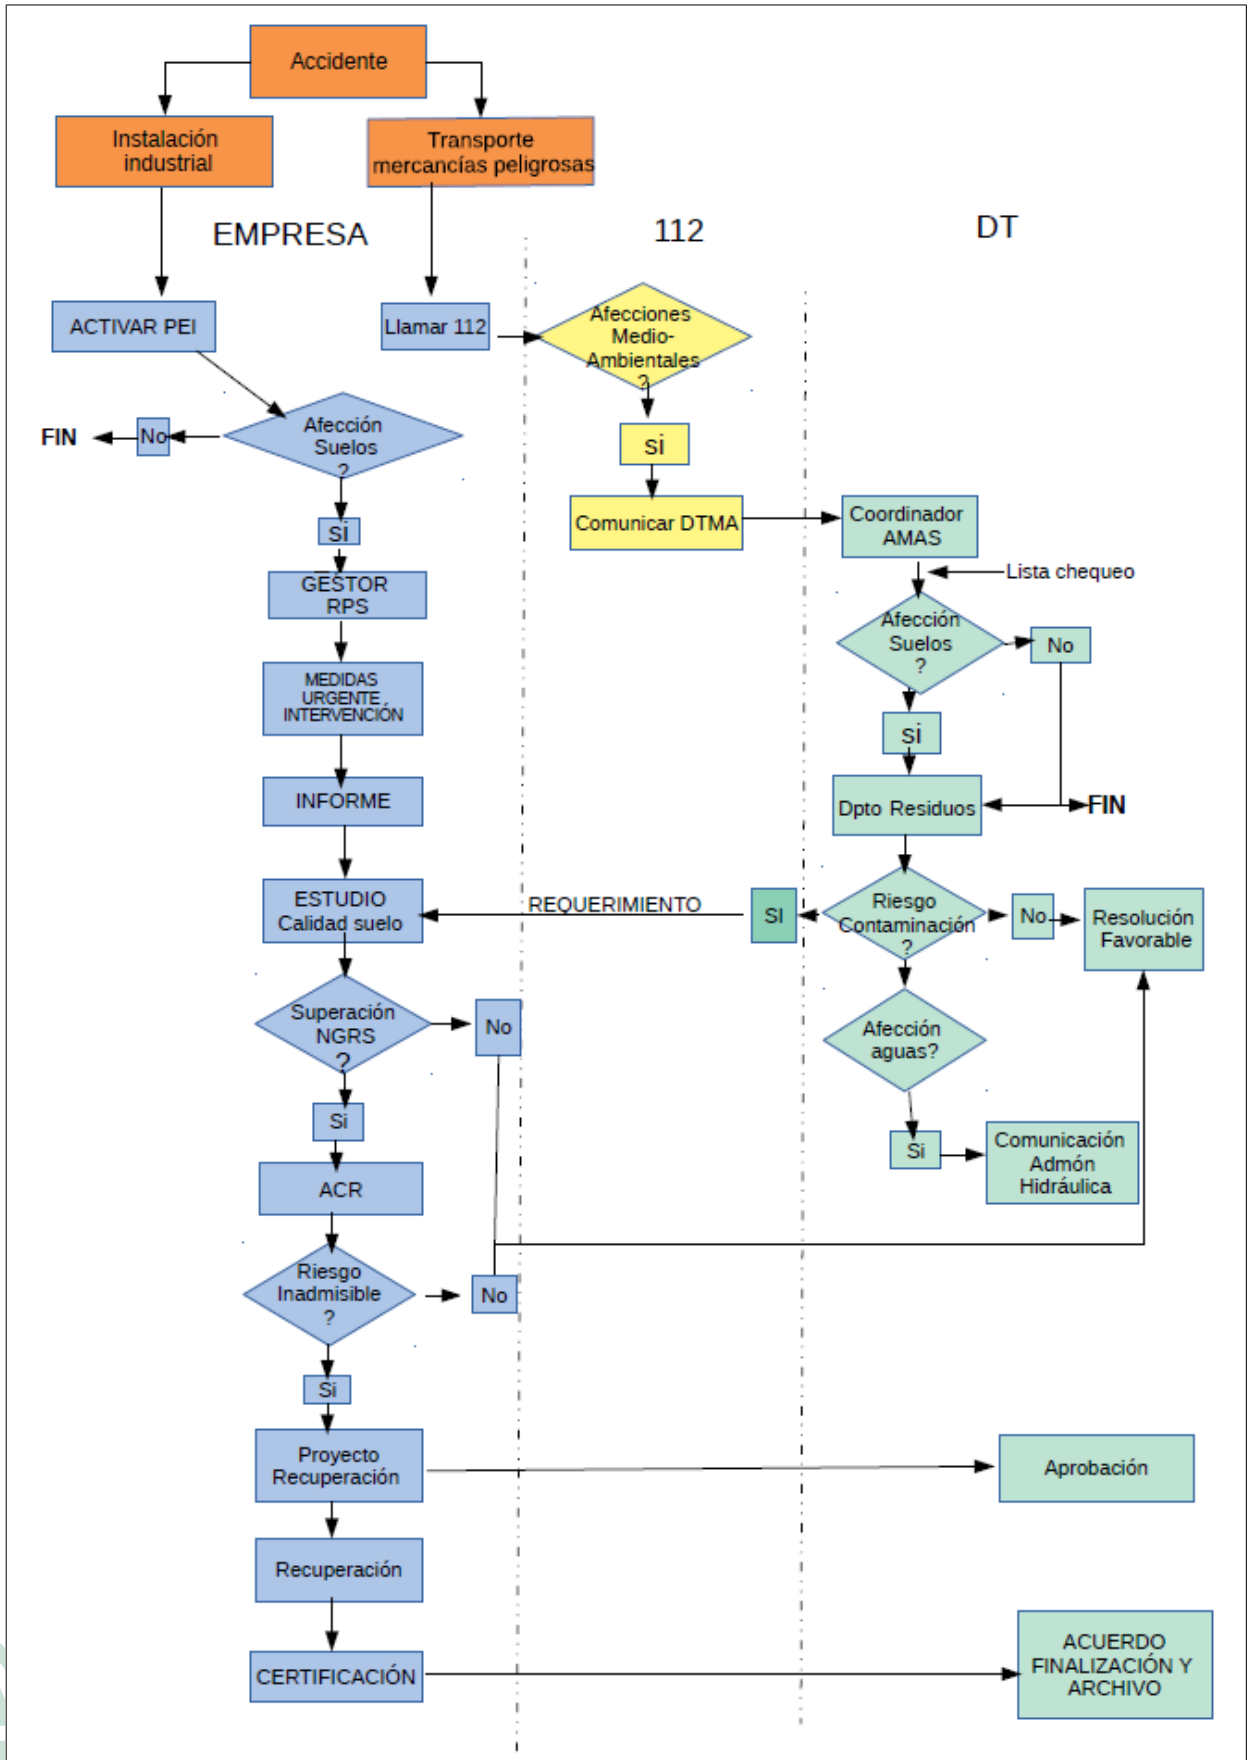 Accidente
Instalación
industrial
Transporte
mercancías peligrosas
EMPRESA
112
DT
ACTIVAR PEI
Llamar 112
Afecciones
Medio-
Ambientales
?
FIN
No
Afección
Suelos
?
si
Comunicar DTMA
Coordinador
AMAS
si
Lista chequeo
GESTOR
RPS
Afección
Suelos
?
No
MEDIDAS
URGENTE
INTERVENCIÓN
si
INFORME
Dpto Residuos
FIN
ESTUDIO
Calidad suelo
REQUERIMIENTO
SI
Riesgo
Contaminación
?
No
Resolución
Favorable
Superación
NGRS
?
No
Afección
aguas?
Si
Si
Comunicación
Admón
Hidráulica
ACR
Riesgo
Inadmisible
?
No
Si
Proyecto
Recuperación
Aprobación
Recuperación
CERTIFICACIÓN
ACUERDO
FINALIZACIÓN Y
ARCHIVO